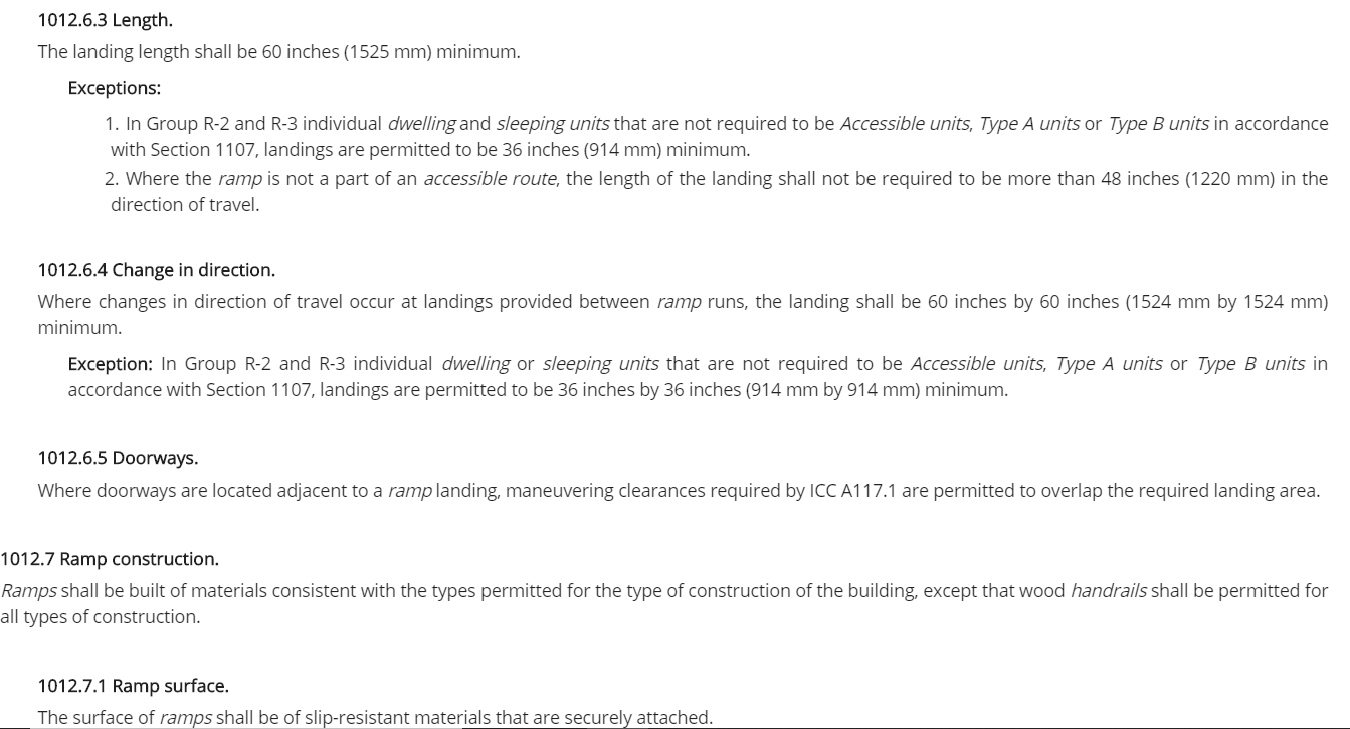 1012.6.3 Length.
The landing length shall be 60 inches (1525 mm) minimum.
Exceptions:
1. In Group R-2 and R-3 individual dwelling and sleeping units that are not required to be Accessible units, Type A units or Type B units in accordance
with Section 1107, landings are permitted to be 36 inches (914 mm) minimum.
2. Where the ramp is not a part of an accessible route, the length of the landing shall not be required to be more than 48 inches (1220 mm) in the
direction of travel.
1012.6.4 Change in direction.
Where changes in direction of travel occur at landings provided between ramp runs, the landing shall be 60 inches by 60 inches (1524 mm by 1524 mm)
minimum.
Exception: In Group R-2 and R-3 individual dwelling or sleeping units that are not required to be Accessible units, Type A units or Type B units in
accordance with Section 1107, landings are permitted to be 36 inches by 36 inches (914 mm by 914 mm) minimum.
1012.6.5 Doorways.
Where doorways are located adjacent to a ramp landing, maneuvering clearances required by ICC A117.1 are permitted to overlap the required landing area.
1012.7 Ramp construction.
Ramps shall be built of materials consistent with the types permitted for the type of construction of the building, except that wood handrails shall be permitted for
all types of construction.
1012.7.1 Ramp surface.
The surface of ramps shall be of slip-resistant materials that are securely attached.